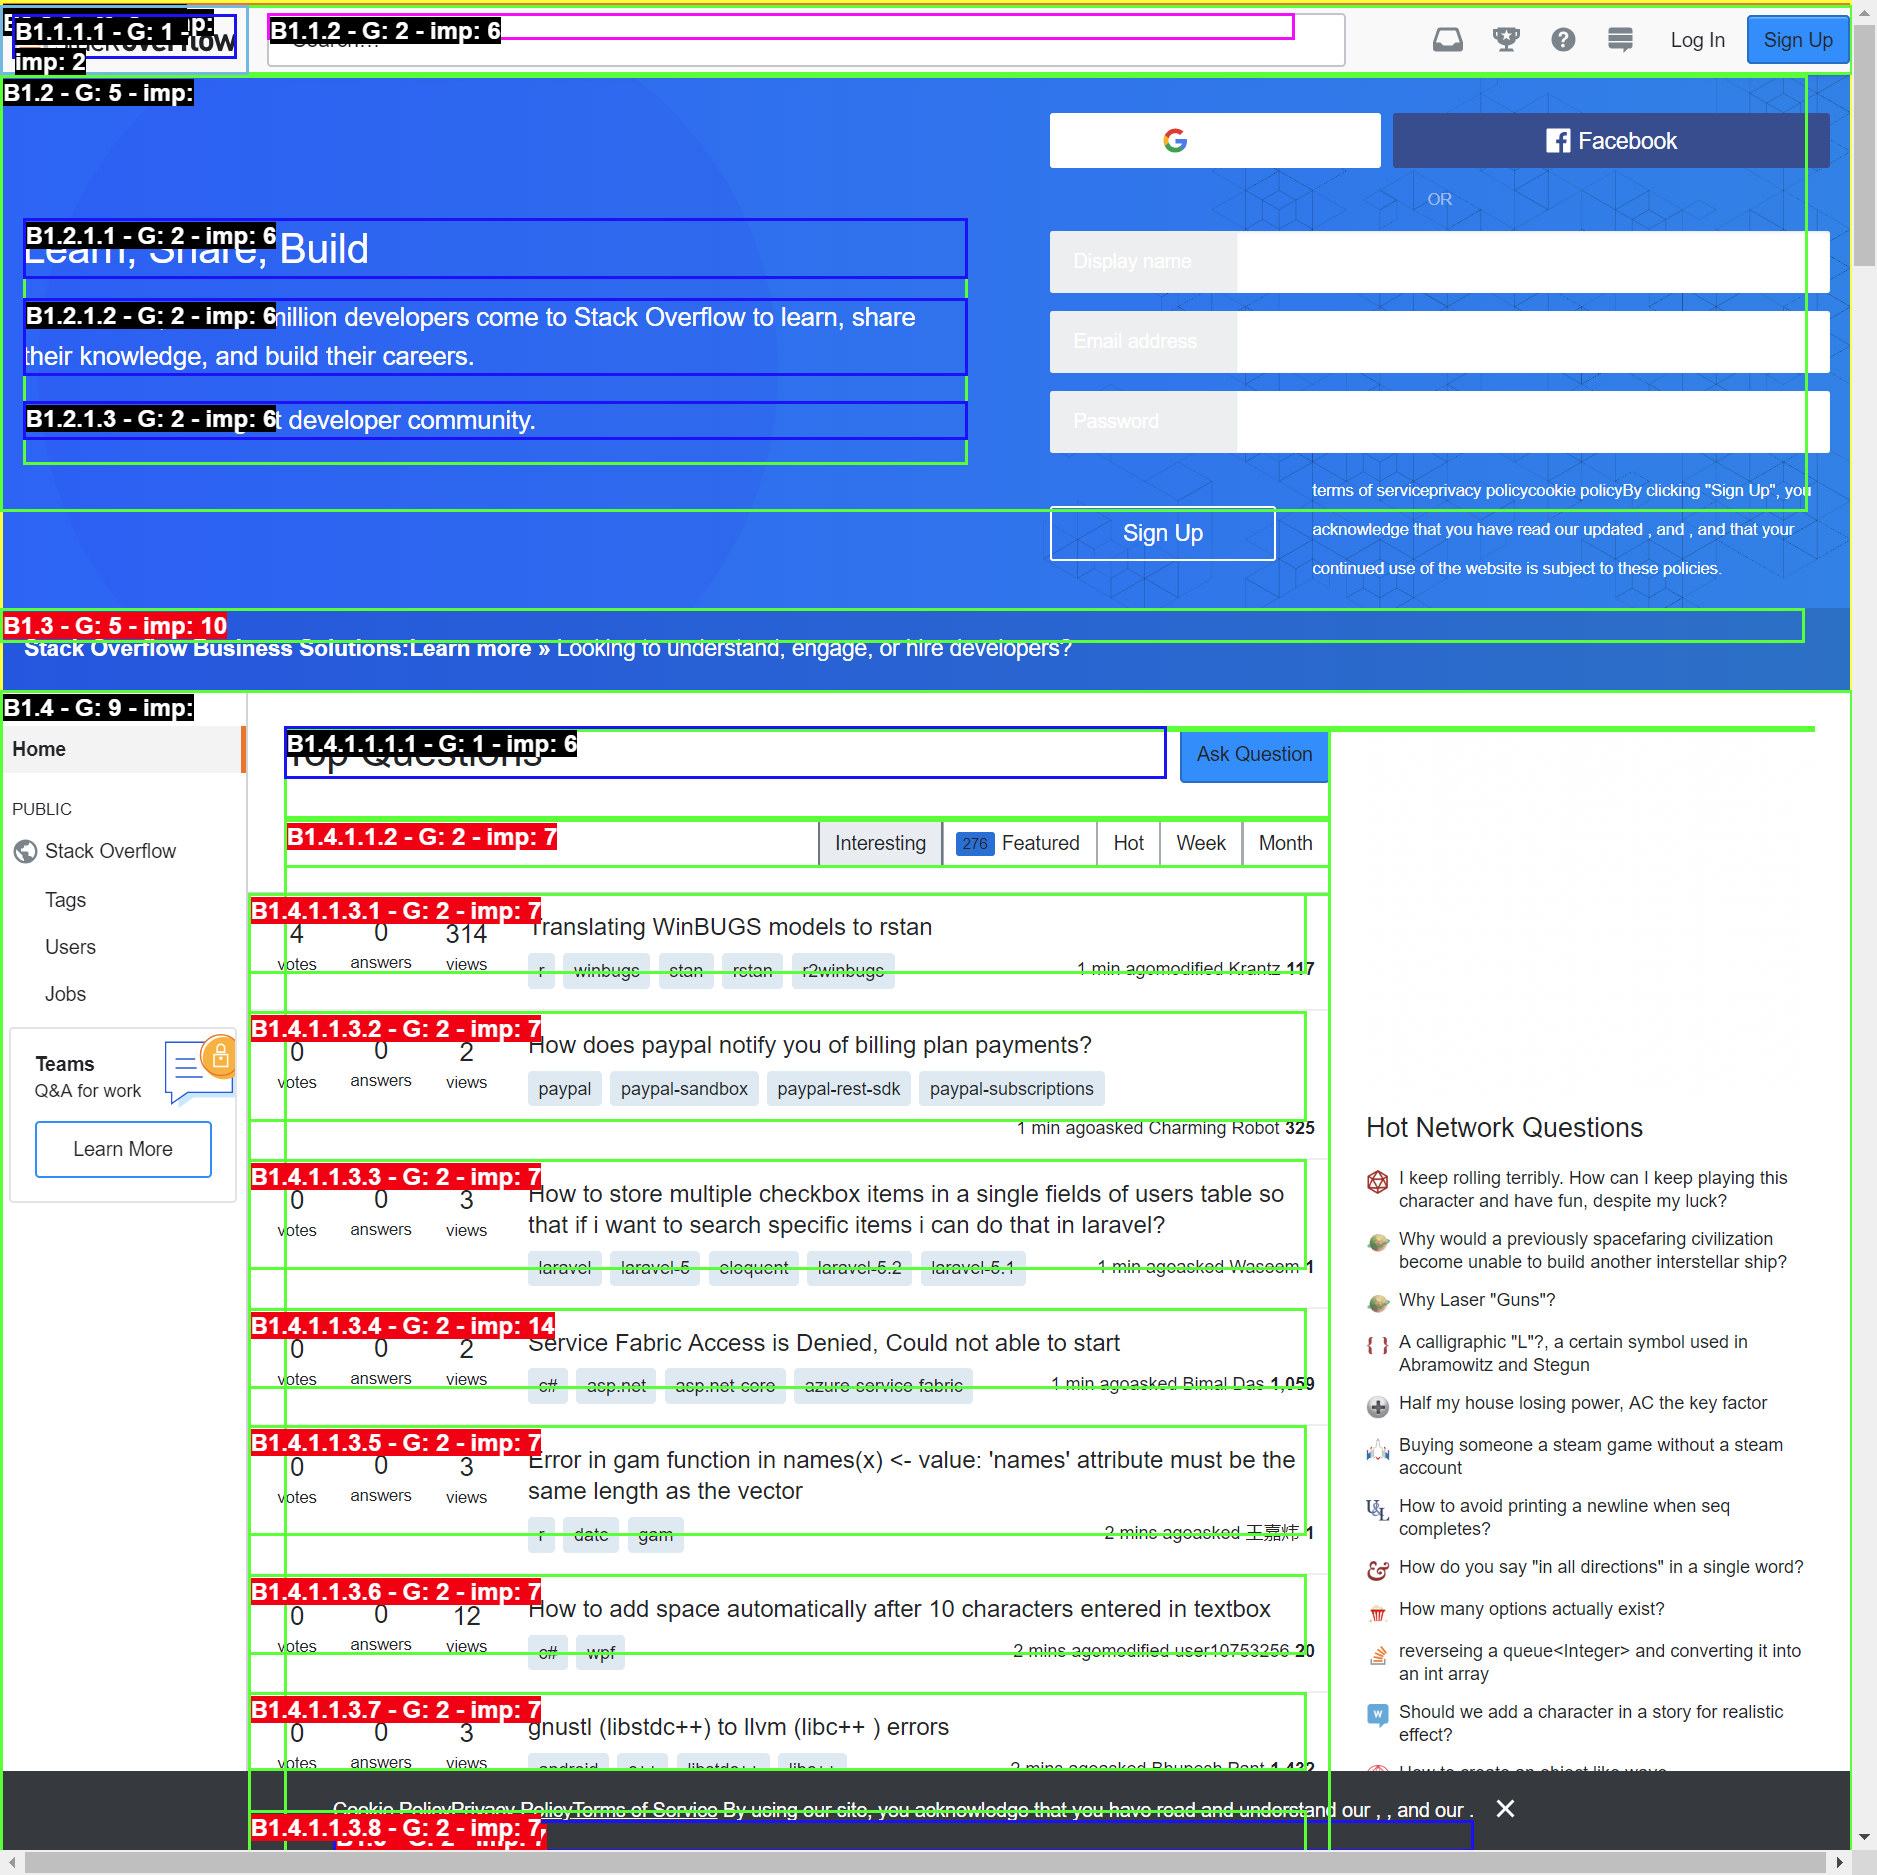 B1.1.1.1 - G: 1 -
imp: 2
B1.1.2 - G: 2 - imp: 6
Log In
Sign Up
B1.2 - G: 5 - imp:
Facebook
OR
B1.2.1.1 - G: 2 - imp: 6
Learn, Share, Build
Display name
B1.2.1.2 - G: 2 - imp: 6
million developers come to Stack Overflow to learn, share
their knowledge, and build their careers.
Email address
B1.2.1.3 - G: 2 - imp: 6
developer community.
Password
terms of serviceprivacy policycookie policyBy clicking "Sign Up", you
acknowledge that you have read our updated , and , and that your
continued use of the website is subject to these policies.
Sign Up
B1.3 - G: 5 - imp: 10
Stack Overflow Business Solutions:Learn more » Looking to understand, engage, or hire developers?
B1.4 - G: 9 - imp:
Home
PUBLIC
Stack Overflow
Tags
Users
Jobs
Teams
Q&A for work
Learn More
B1.4.1.1.1.1 - G: 1 - imp: 6
Top Questions
Ask Question
B1.4.1.1.2 - G: 2 - imp: 7
Interesting
276 Featured
Hot
Week
Month
B1.4.1.1.3.1 - G: 2 - imp: 7
Translating WinBUGS models to rstan
4 0 314
votes answers views
r winbugs stan rstan r2winbugs
1 min agomodified Krantz 117
B1.4.1.1.3.2 - G: 2 - imp: 7
How does paypal notify you of billing plan payments?
0 0 2
votes answers views
paypal paypal-sandbox paypal-rest-sdk paypal-subscriptions
1 min agoasked Charming Robot 325
B1.4.1.1.3.3 - G: 2 - imp: 7
How to store multiple checkbox items in a single fields of users table so
that if i want to search specific items i can do that in laravel?
0 0 3
votes answers views
laravel laravel-5 eloquent laravel-5.2 laravel-5.1
1 min agoasked Waseem 1
B1.4.1.1.3.4 - G: 2 - imp: 14
Service Fabric Access is Denied, Could not able to start
0 0 2
votes answers views
c# asp.net asp.net-core azure-service-fabric
1 min agoasked Bimal Das 1,059
B1.4.1.1.3.5 - G: 2 - imp: 7
Error in gam function in names(x) <- value: 'names' attribute must be the
same length as the vector
0 0 3
votes answers views
r date gam
2 mins agoasked 王嘉炜 1
B1.4.1.1.3.6 - G: 2 - imp: 7
How to add space automatically after 10 characters entered in textbox
0 0 12
votes answers views
c# wpf
2 mins agomodified user10753256 20
B1.4.1.1.3.7 - G: 2 - imp: 7
gnustl (libstdc++) to llvm (libc++ ) errors
0 0 3
votes answers views
android c++ libstdc++ libc++
2 mins agoasked Bhupesh Pant 1,432
Hot Network Questions
I keep rolling terribly. How can I keep playing this
character and have fun, despite my luck?
Why would a previously spacefaring civilization
become unable to build another interstellar ship?
Why Laser "Guns"?
A calligraphic "L"?, a certain symbol used in
Abramowitz and Stegun
Half my house losing power, AC the key factor
Buying someone a steam game without a steam
account
How to avoid printing a newline when seq
completes?
How do you say "in all directions" in a single word?
How many options actually exist?
reverseing a queue<Integer> and converting it into
an int array
Should we add a character in a story for realistic
effect?
Cookie PolicyPrivacy PolicyTerms of Service By using our site, you acknowledge that you have read and understand our , , and our .
B1.4.1.1.3.8 - G: 2 - imp: 7